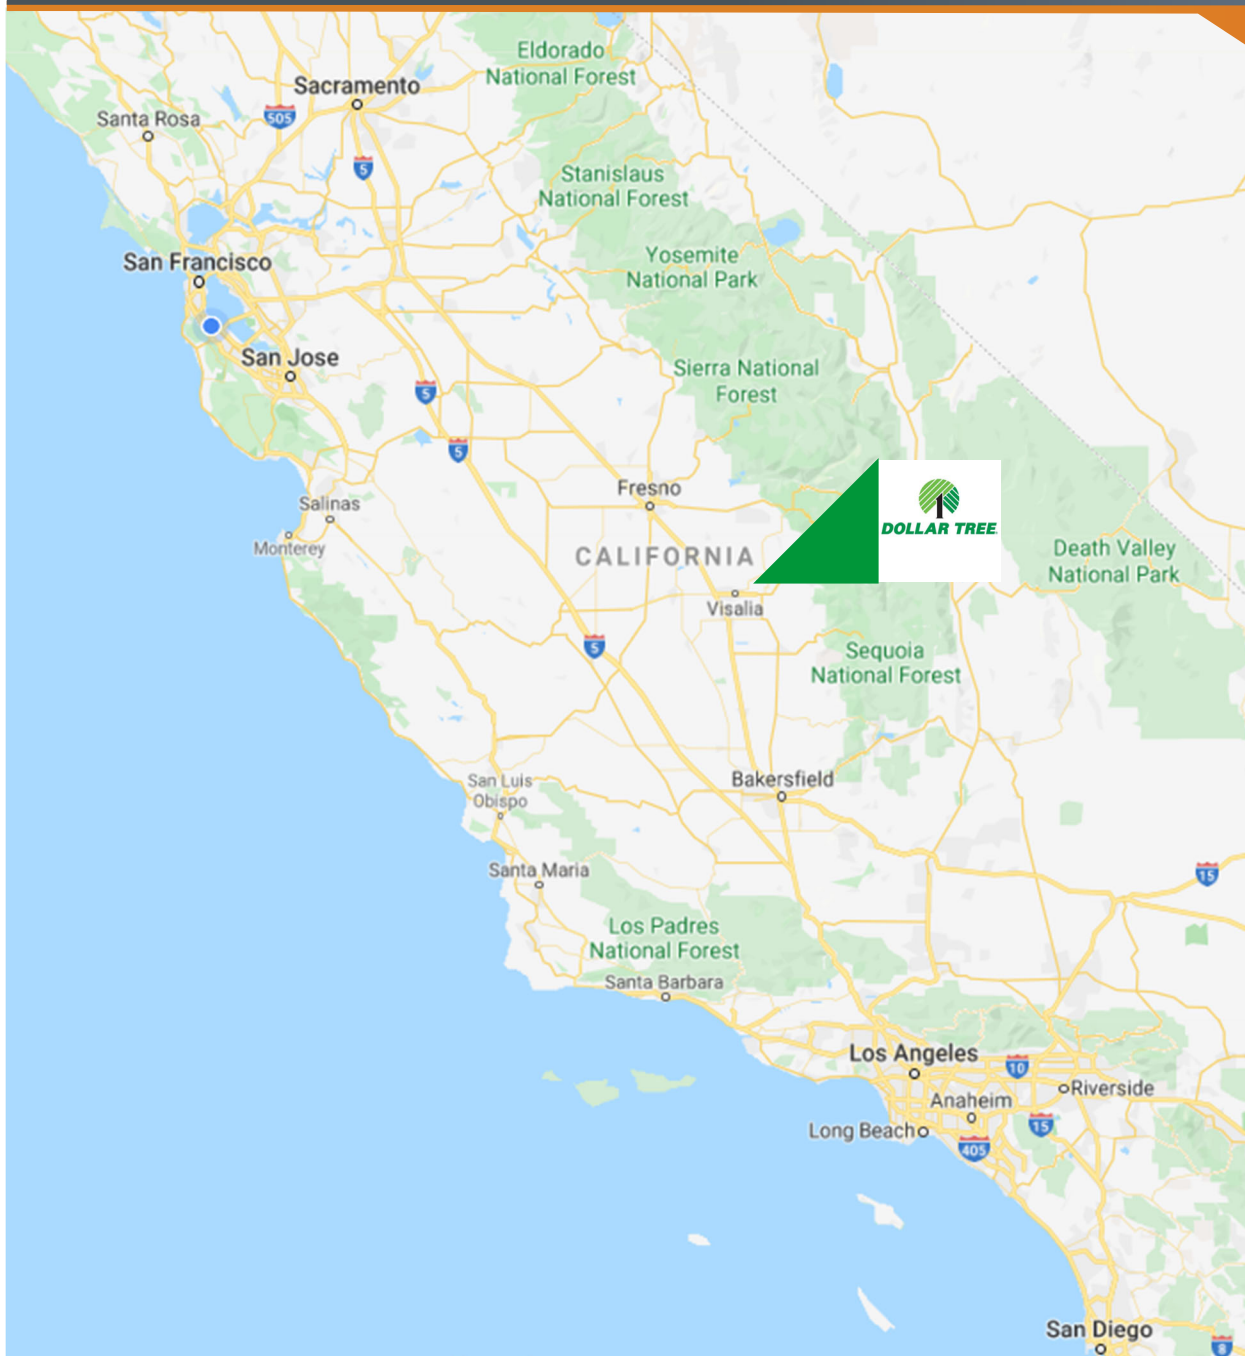 Eldorado
National Forest
Sacramento
Santa Rosa
505
5
Stanislaus
National Forest
Yosemite
National Park
San Francisco
San Jose
Sierra National
Forest
5
5
Fresno
Salinas
Monterey
CALIFORNIA
DOLLAR TREE
Death Valley
National Park
Visalia
5
Sequoia
National Forest
San Luis
Obispo
Bakersfield
Santa Maria
15
Los Padres
National Forest
Santa Barbara
Los Angeles
10
Riverside
Anaheim
Long Beach
15
405
San Diego
8